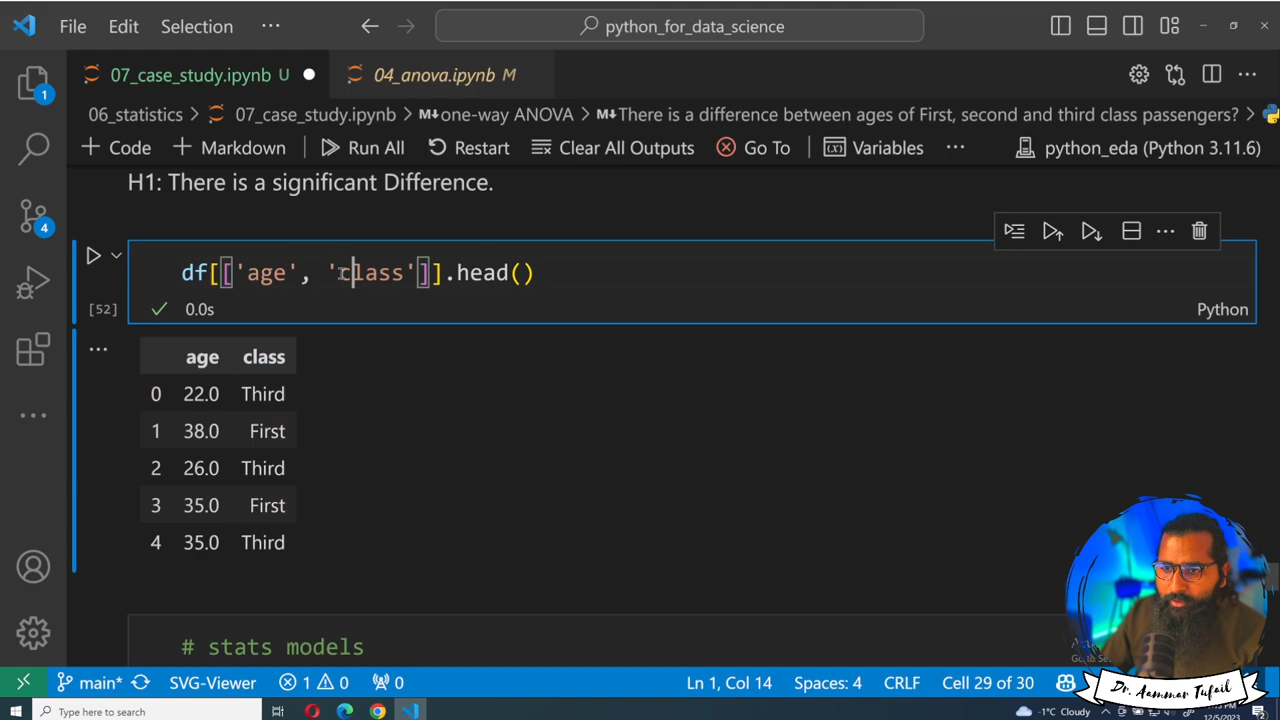 File Edit Selection ··· python_for_data_science
07_case_study.ipynb U 04_anova.ipynb M
06_statistics > 07_case_study.ipynb > one-way ANOVA > There is a difference between ages of First, second and third class passengers? >
+ Code + Markdown Run All Restart Clear All Outputs Go To Variables ··· python_eda (Python 3.11.6)
H1: There is a significant Difference.
df[['age', 'class']].head()
[52] 0.0s Python
age class
0 22.0 Third
1 38.0 First
2 26.0 Third
3 35.0 First
4 35.0 Third
# stats models
1
4
main* SVG-Viewer 1 0 0 Ln 1, Col 14 Spaces: 4 CRLF Cell 29 of 30
Dr. Aammar Tufail
Type here to search -1°C Cloudy